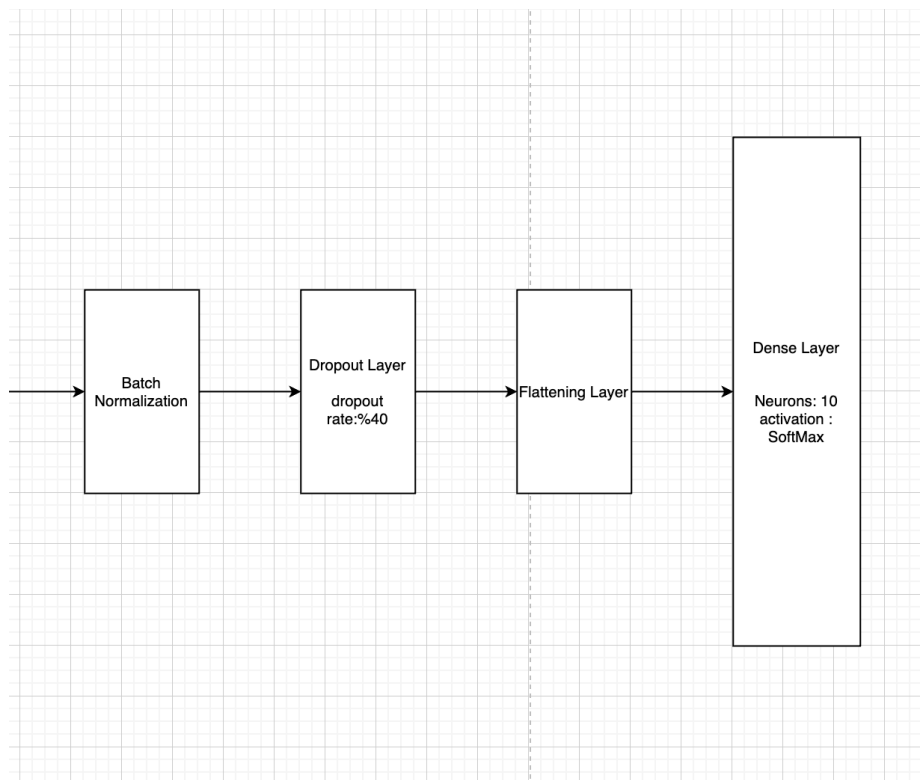 Batch
Normalization
Dropout Layer
dropout
rate:%40
Flattening Layer
Dense Layer
Neurons: 10
activation :
SoftMax